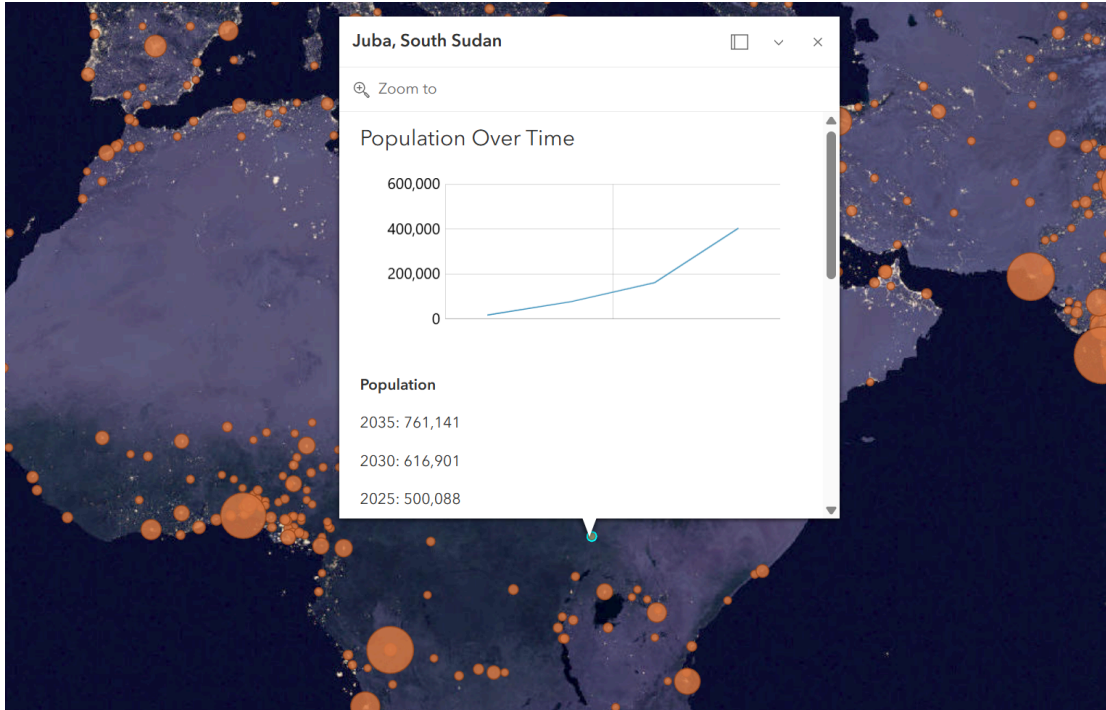 Juba, South Sudan
Zoom to
Population Over Time
600,000
400,000
200,000
0
Population
2035: 761,141
2030: 616,901
2025: 500,088